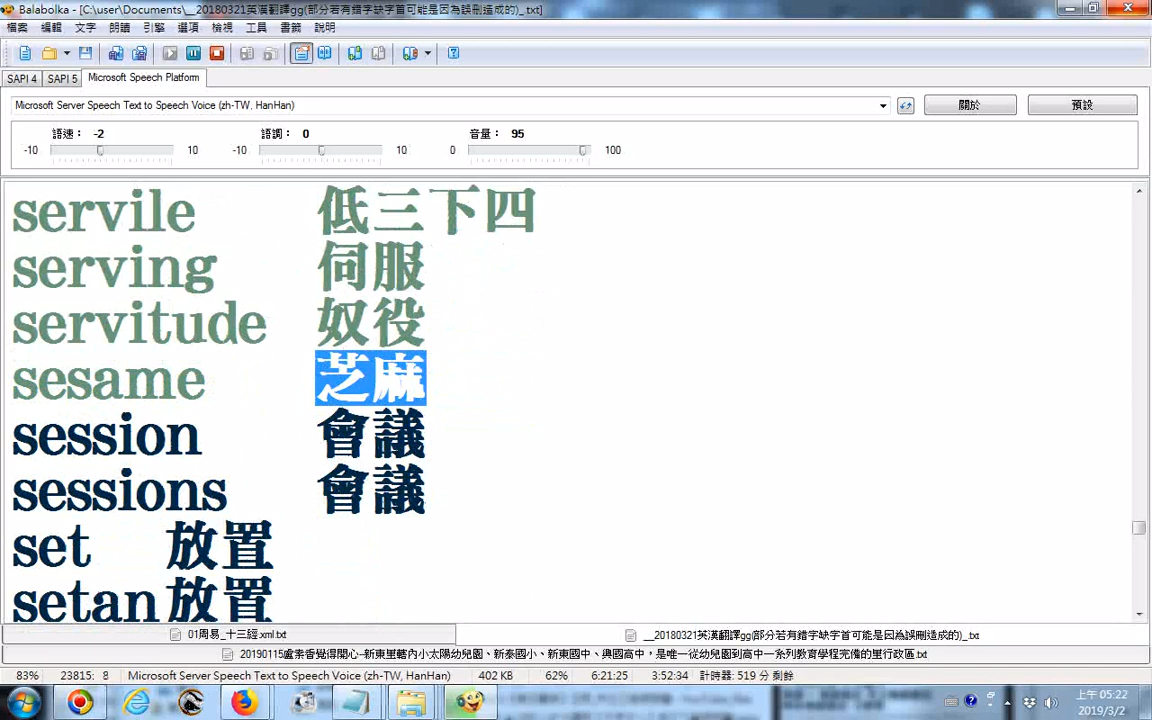 Balabolka - [C:\user\Documents\__20180321英漢翻譯gg(部分若有錯字缺字首可能是因為誤刪造成的)_.txt]
檔案 編輯 文字 朗讀 引擎 選項 檢視 工具 書籤 說明
SAPI 4 SAPI 5 Microsoft Speech Platform
Microsoft Server Speech Text to Speech Voice (zh-TW, HanHan) 關於 預設
語速： -2 語調： 0 音量： 95
-10 10 -10 10 0 100
servile 低三下四
serving 伺服
servitude 奴役
sesame 芝麻
session 會議
sessions 會議
set 放置
setan 放置
01周易_十三經.xml.txt __20180321英漢翻譯gg(部分若有錯字缺字首可能是因為誤刪造成的)_.txt
20190115盧素香覺得開心-新東里轄內小太陽幼兒園、新泰國小、新東國中、興國高中，是唯一從幼兒園到高中一系列教育學程完備的里行政區.txt
83% 23815: 8 Microsoft Server Speech Text to Speech Voice (zh-TW, HanHan) 402 KB 62% 6:21:25 3:52:34 計時器: 519 分 剩餘
上午 05:22
2019/3/2